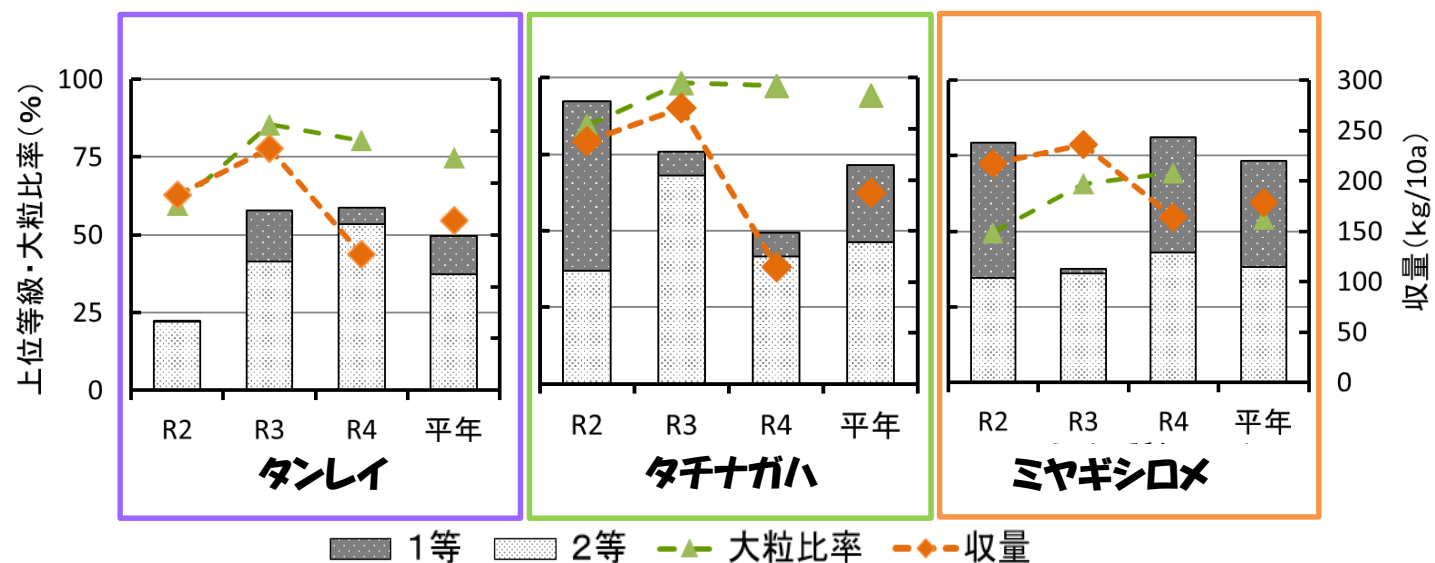 上位等級・大粒比率(%)
100
75
50
25
0
R2 R3 R4 平年
タンレイ
R2 R3 R4 平年
タチナガハ
R2 R3 R4 平年
ミヤギシロメ
300
250
200
150
100
50
0
収量(kg/10a)
1等 2等 大粒比率 収量